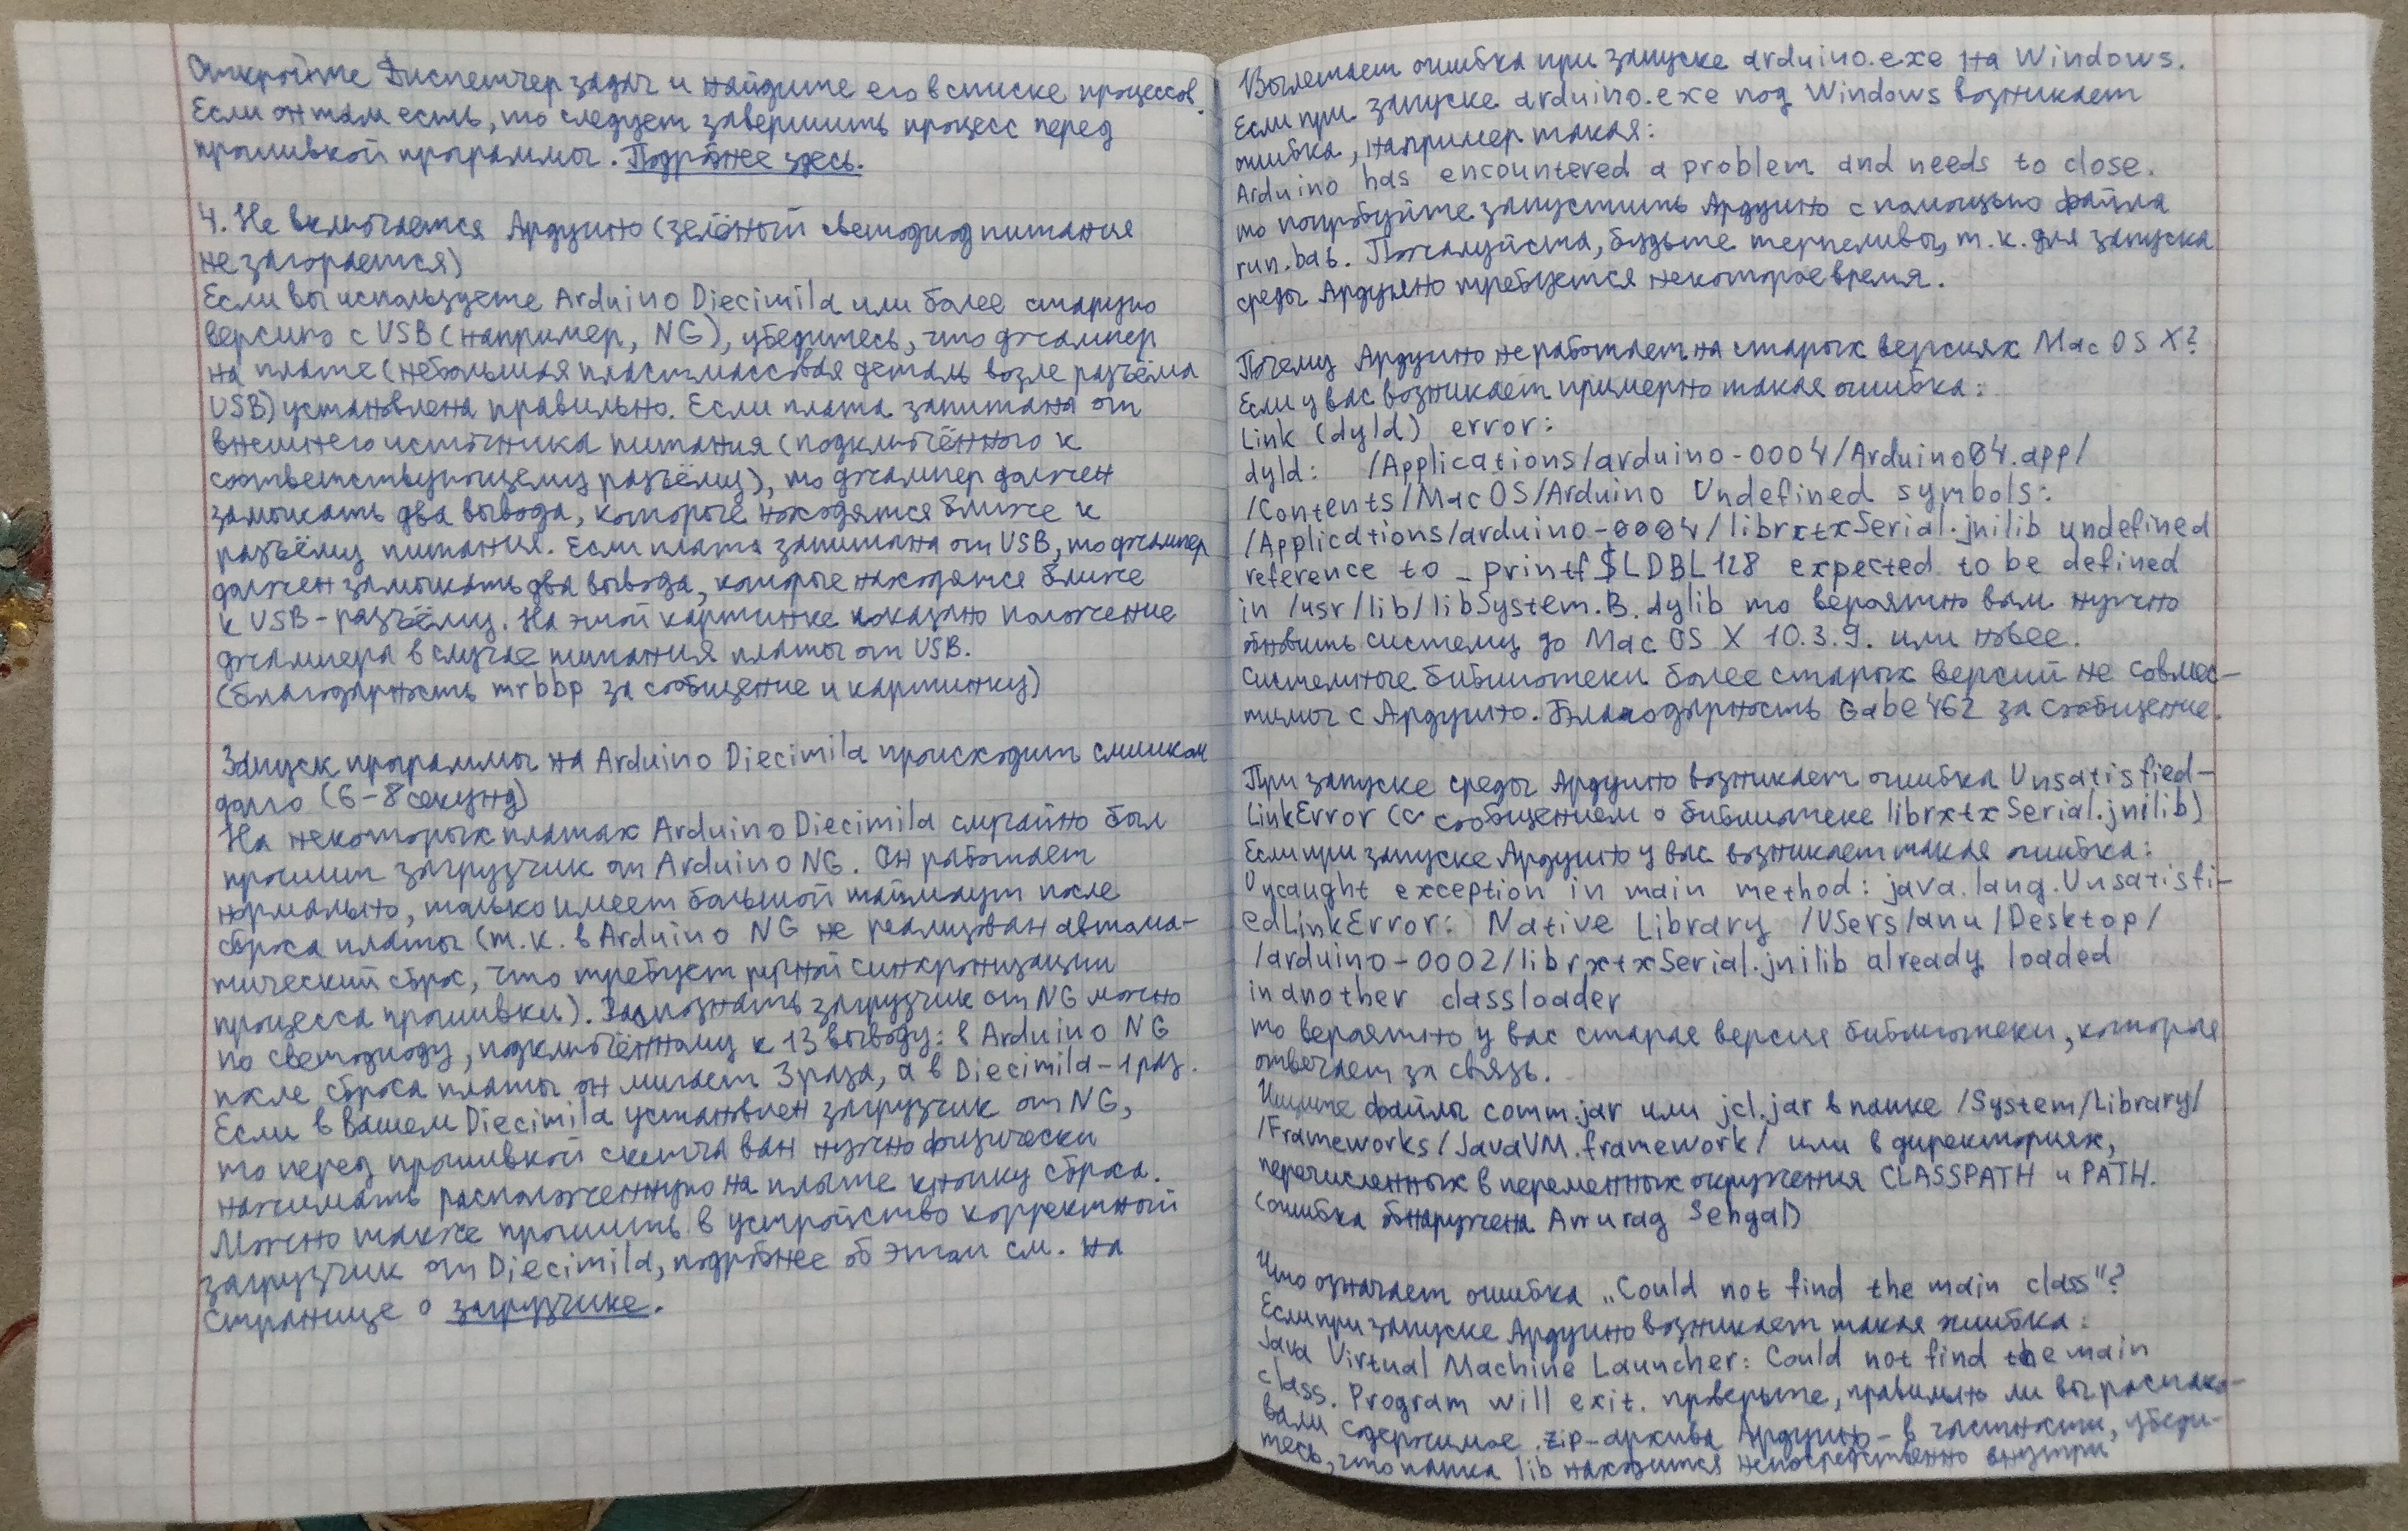 Откройте Диспетчер задач и найдите его в списке процессов.
Если он там есть, то следует завершить процесс перед
прошивкой программы. Подробнее здесь.
4. Не включается Ардуино (зелёный светодиод питания
не загорается)
Если вы используете Arduino Diecimila или более старую
версию с USB (например, NG), убедитесь, что джампер
на плате (небольшая пластмассовая деталь возле разъёма
USB) установлена правильно. Если плата запитана от
внешнего источника питания (подключённого к
соответствующему разъёму), то джампер должен
замыкать два вывода, которые находятся ближе к
разъёму питания. Если плата запитана от USB, то джампер
должен замыкать два вывода, которые находятся ближе
к USB-разъёму. На этой картинке показано положение
джампера в случае питания платы от USB.
(благодарность mrbbp за сообщение и картинку)
Запуск программы на Arduino Diecimila происходит слишком
долго (6-8 секунд)
На некоторых платах Arduino Diecimila случайно был
прошит загрузчик от Arduino NG. Он работает
нормально, только имеет большой таймаут после
сброса платы (т.к. в Arduino NG не реализован автома-
тический сброс, что требует ручной синхронизации
процесса прошивки). Распознать загрузчик от NG можно
по светодиоду, подключённому к 13 выводу: в Arduino NG
после сброса платы он мигает 3 раза, а в Diecimila - 1 раз.
Если в вашем Diecimila установлен загрузчик от NG,
то перед прошивкой скетча вам нужно физически
нажимать расположенную на плате кнопку сброса.
Можно также прошить в устройство корректный
загрузчик от Diecimila, подробнее об этом см. на
странице о загрузчике.
Вылетает ошибка при запуске arduino.exe на Windows.
Если при запуске arduino.exe под Windows возникает
ошибка, например такая:
Arduino has encountered a problem and needs to close.
то попробуйте запустить Ардуино с помощью файла
run.bat. Пожалуйста, будьте терпеливы, т.к. для запуска
среды Ардуино требуется некоторое время.
Почему Ардуино не работает на старых версиях Mac OS X?
Если у вас возникает примерно такая ошибка:
Link (dyld) error:
dyld: /Applications/arduino-0004/Arduino04.app/
/Contents/MacOS/Arduino Undefined symbols:
/Applications/arduino-0004/librxtxSerial.jnilib undefined
reference to _printf$LDBL128 expected to be defined
in /usr/lib/libSystem.B.dylib то вероятно вам нужно
обновить систему до Mac OS X 10.3.9. или новее.
Системные библиотеки более старых версий не совмес-
тимы с Ардуино. Благодарность Gabe462 за сообщение.
При запуске среды Ардуино возникает ошибка Unsatisfied-
LinkError (с сообщением о библиотеке librxtxSerial.jnilib)
Если при запуске Ардуино у вас возникает такая ошибка:
Uncaught exception in main method: java.lang.Unsatisfi-
edLinkError: Native Library /Users/anu/Desktop/
/arduino-0002/librxtxSerial.jnilib already loaded
in another classloader
то вероятно у вас старая версия библиотеки, которая
отвечает за связь.
Ищите файлы comm.jar или jcl.jar в папке /System/Library/
/Frameworks/JavaVM.framework/ или в директориях,
перечисленных в переменных окружения CLASSPATH и PATH.
(ошибка обнаружена Anurag Sehgal)
Что означает ошибка „Could not find the main class"?
Если при запуске Ардуино возникает такая ошибка:
Java Virtual Machine Launcher: Could not find the main
class. Program will exit. проверьте, правильно ли вы распако-
вали содержимое .zip-архива Ардуино - в частности, убеди-
тесь, что папка lib находится непосредственно внутри